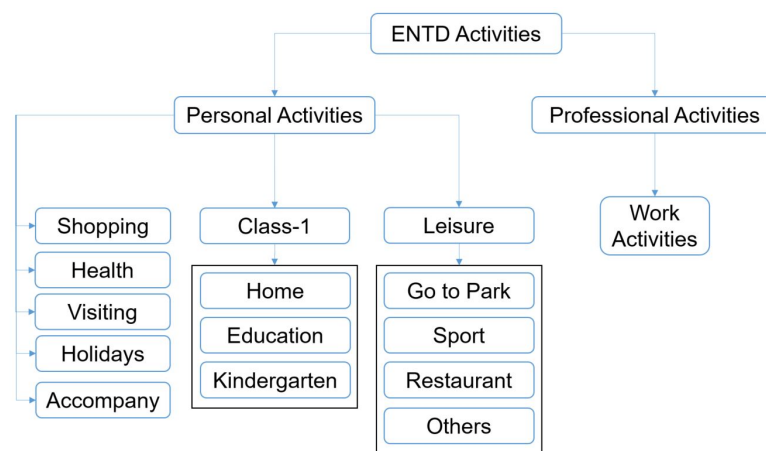 ENTD Activities
Personal Activities
Professional Activities
Shopping
Health
Visiting
Holidays
Accompany
Class-1
Home
Education
Kindergarten
Leisure
Go to Park
Sport
Restaurant
Others
Work
Activities